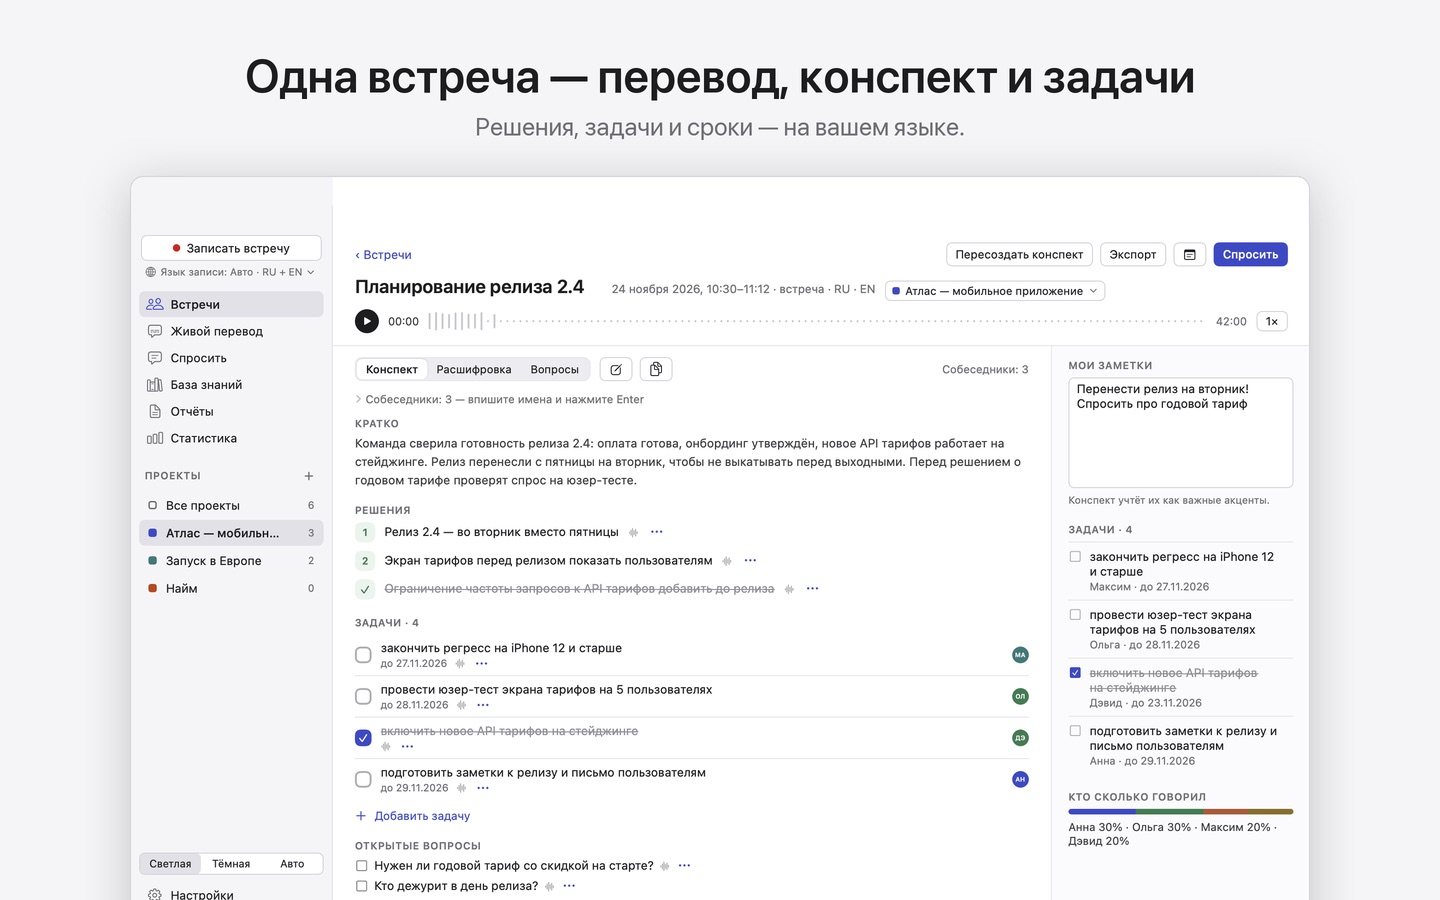 Одна встреча — перевод, конспект и задачи
Решения, задачи и сроки — на вашем языке.
Записать встречу
Язык записи: Авто · RU + EN
Встречи
Живой перевод
Спросить
База знаний
Отчёты
Статистика
ПРОЕКТЫ
Все проекты 6
Атлас — мобильн... 3
Запуск в Европе 2
Найм 0
Светлая Тёмная Авто
Настройки
‹ Встречи
Пересоздать конспект Экспорт Спросить
Планирование релиза 2.4 24 ноября 2026, 10:30–11:12 · встреча · RU · EN Атлас — мобильное приложение
00:00 42:00 1×
Конспект Расшифровка Вопросы Собеседники: 3
Собеседники: 3 — впишите имена и нажмите Enter
КРАТКО
Команда сверила готовность релиза 2.4: оплата готова, онбординг утверждён, новое API тарифов работает на
стейджинге. Релиз перенесли с пятницы на вторник, чтобы не выкатывать перед выходными. Перед решением о
годовом тарифе проверят спрос на юзер-тесте.
РЕШЕНИЯ
1 Релиз 2.4 — во вторник вместо пятницы
2 Экран тарифов перед релизом показать пользователям
Ограничение частоты запросов к API тарифов добавить до релиза
ЗАДАЧИ · 4
закончить регресс на iPhone 12 и старше
до 27.11.2026
МА
провести юзер-тест экрана тарифов на 5 пользователях
до 28.11.2026
ОЛ
включить новое API тарифов на стейджинге
ДЭ
подготовить заметки к релизу и письмо пользователям
до 29.11.2026
АН
+ Добавить задачу
ОТКРЫТЫЕ ВОПРОСЫ
Нужен ли годовой тариф со скидкой на старте?
Кто дежурит в день релиза?
МОИ ЗАМЕТКИ
Перенести релиз на вторник!
Спросить про годовой тариф
Конспект учтёт их как важные акценты.
ЗАДАЧИ · 4
закончить регресс на iPhone 12
и старше
Максим · до 27.11.2026
провести юзер-тест экрана
тарифов на 5 пользователях
Ольга · до 28.11.2026
включить новое API тарифов
на стейджинге
Дэвид · до 23.11.2026
подготовить заметки к релизу и
письмо пользователям
Анна · до 29.11.2026
КТО СКОЛЬКО ГОВОРИЛ
Анна 30% · Ольга 30% · Максим 20% ·
Дэвид 20%